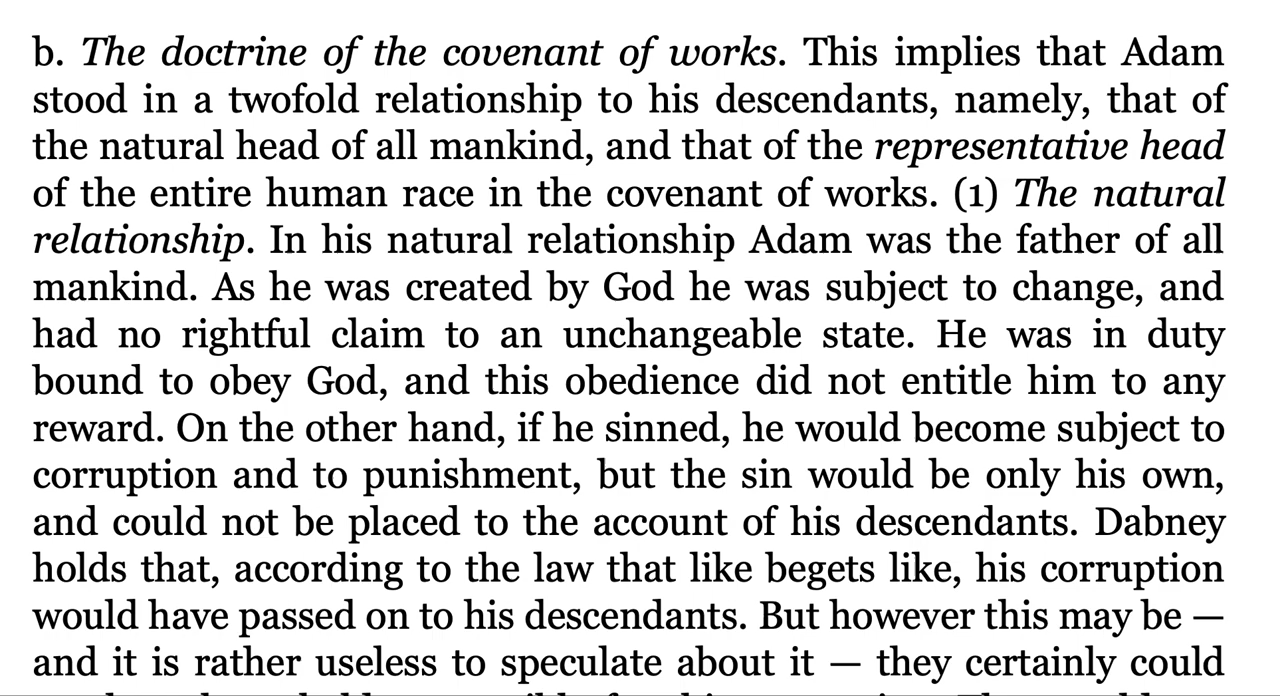 b. The doctrine of the covenant of works. This implies that Adam
stood in a twofold relationship to his descendants, namely, that of
the natural head of all mankind, and that of the representative head
of the entire human race in the covenant of works. (1) The natural
relationship. In his natural relationship Adam was the father of all
mankind. As he was created by God he was subject to change, and
had no rightful claim to an unchangeable state. He was in duty
bound to obey God, and this obedience did not entitle him to any
reward. On the other hand, if he sinned, he would become subject to
corruption and to punishment, but the sin would be only his own,
and could not be placed to the account of his descendants. Dabney
holds that, according to the law that like begets like, his corruption
would have passed on to his descendants. But however this may be —
and it is rather useless to speculate about it — they certainly could